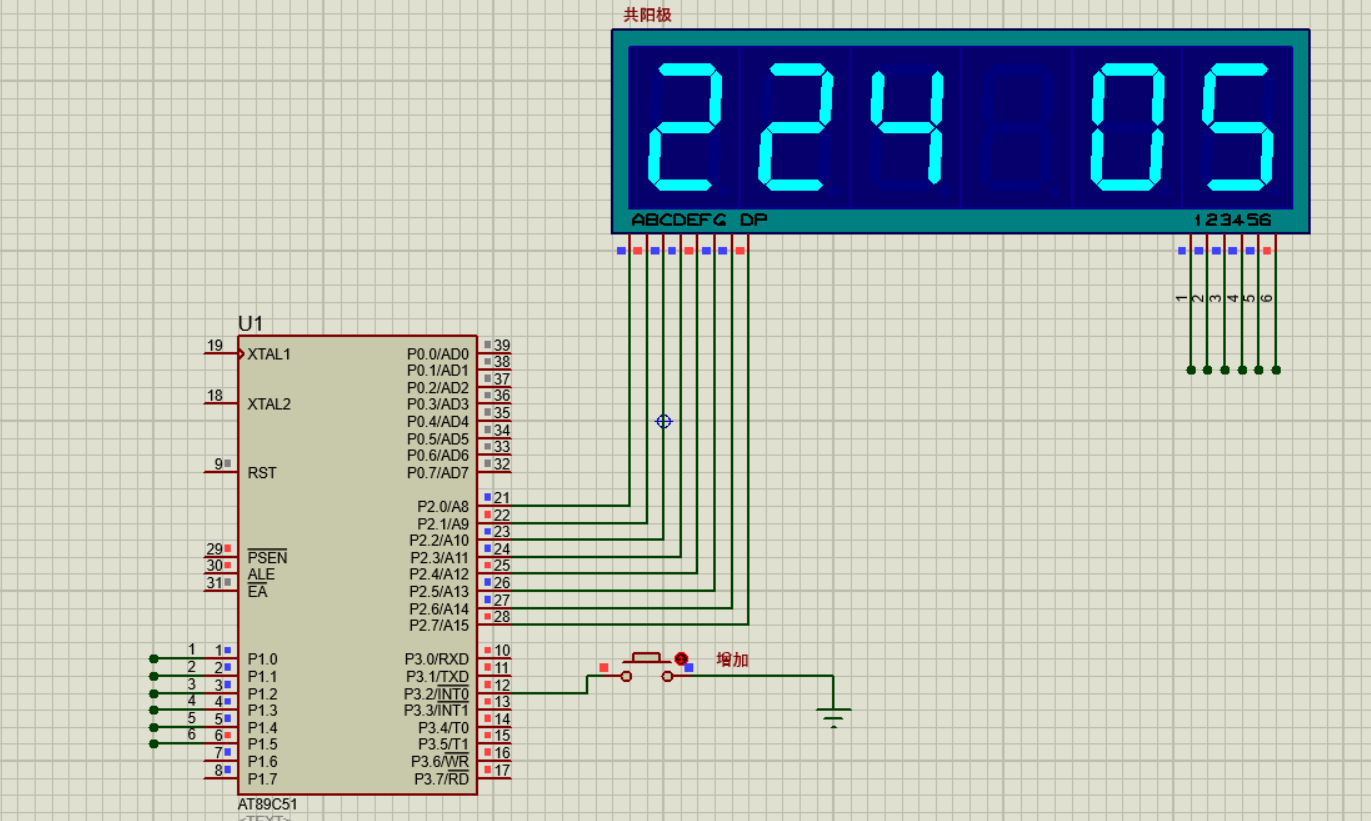 共阳极
224 05
ABCDEFG DP
123456
1
2
3
4
5
6
U1
19 XTAL1
18 XTAL2
9 RST
29 PSEN
30 ALE
31 EA
1 1 P1.0
2 2 P1.1
3 3 P1.2
4 4 P1.3
5 5 P1.4
6 6 P1.5
7 P1.6
8 P1.7
P0.0/AD0 39
P0.1/AD1 38
P0.2/AD2 37
P0.3/AD3 36
P0.4/AD4 35
P0.5/AD5 34
P0.6/AD6 33
P0.7/AD7 32
P2.0/A8 21
P2.1/A9 22
P2.2/A10 23
P2.3/A11 24
P2.4/A12 25
P2.5/A13 26
P2.6/A14 27
P2.7/A15 28
P3.0/RXD 10
P3.1/TXD 11
P3.2/INT0 12
P3.3/INT1 13
P3.4/T0 14
P3.5/T1 15
P3.6/WR 16
P3.7/RD 17
增加
AT89C51
<TEXT>